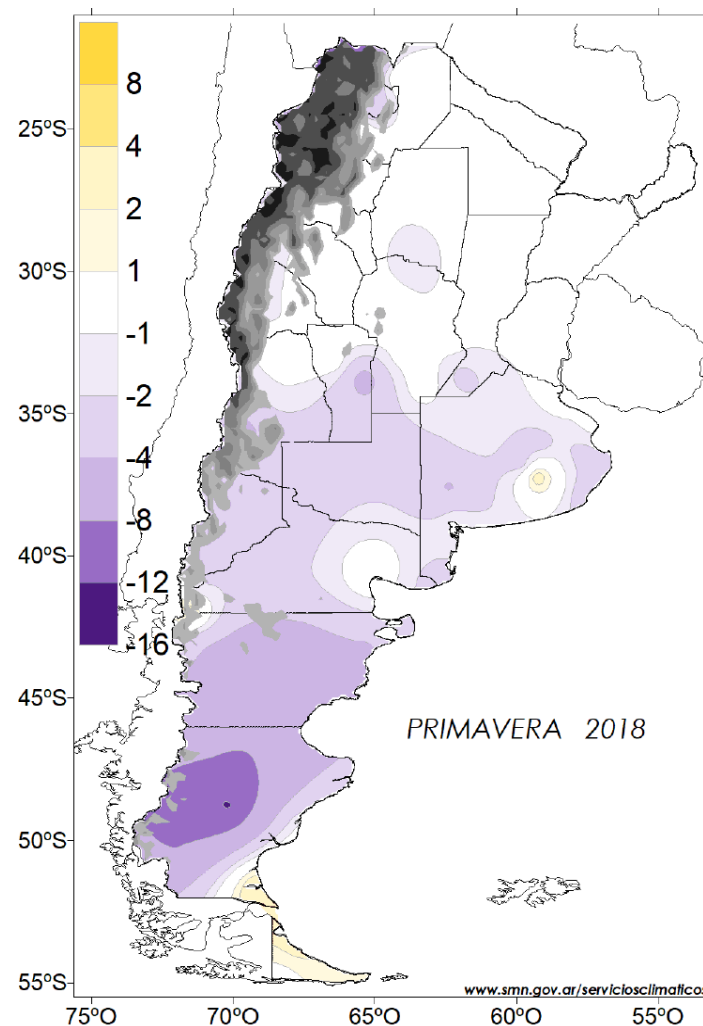 8
4
2
1
-1
-2
-4
-8
-12
-16
25ºS
30ºS
35ºS
40ºS
45ºS
50ºS
55ºS
PRIMAVERA 2018
www.smn.gov.ar/serviciosclimaticos
75ºO 70ºO 65ºO 60ºO 55ºO